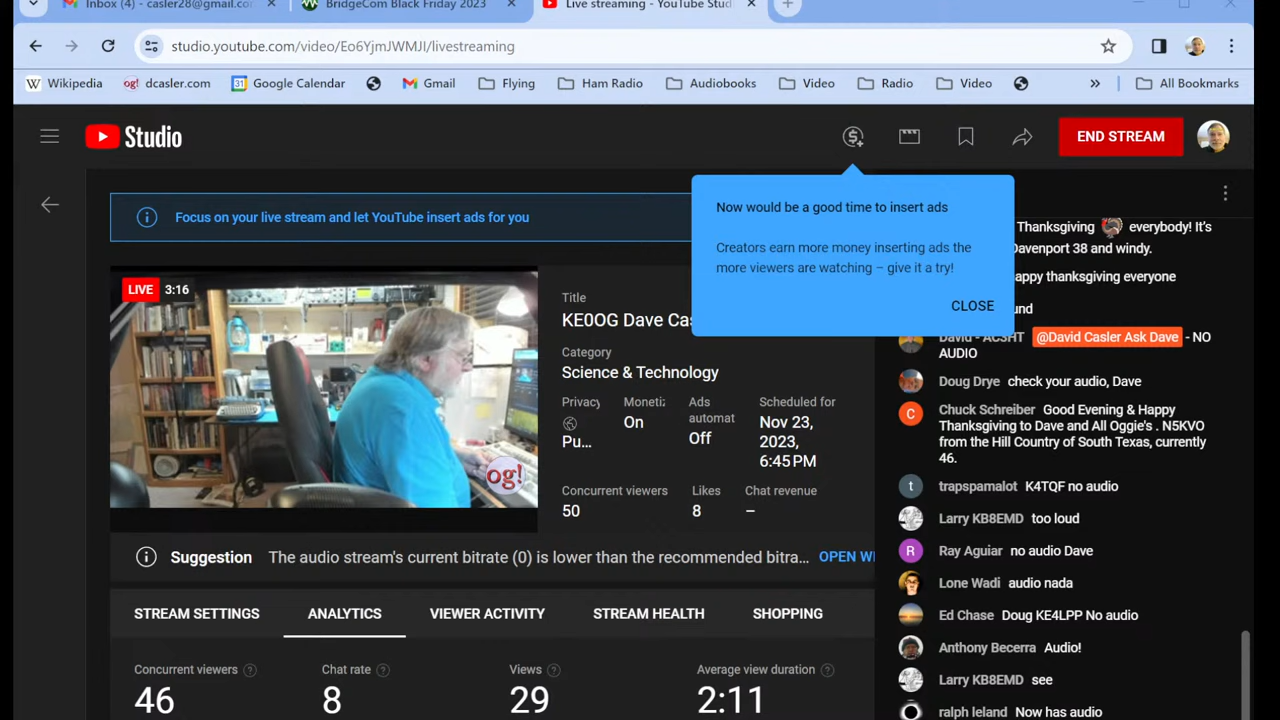 Inbox (4) - casler28@gmail.co
BridgeCom Black Friday 2023
Live streaming - YouTube Stud
studio.youtube.com/video/Eo6YjmJWMJI/livestreaming
Wikipedia
og! dcasler.com
Google Calendar
Gmail
Flying
Ham Radio
Audiobooks
Video
Radio
Video
All Bookmarks
Studio
END STREAM
Focus on your live stream and let YouTube insert ads for you
Now would be a good time to insert ads
Creators earn more money inserting ads the
more viewers are watching – give it a try!
CLOSE
LIVE 3:16
og!
Title
KE0OG Dave Cas
Category
Science & Technology
Privacy
Pu...
Moneti
On
Ads
automat
Off
Scheduled for
Nov 23,
2023,
6:45 PM
Concurrent viewers
50
Likes
8
Chat revenue
–
Suggestion The audio stream's current bitrate (0) is lower than the recommended bitra... OPEN WI
STREAM SETTINGS
ANALYTICS
VIEWER ACTIVITY
STREAM HEALTH
SHOPPING
Concurrent viewers
46
Chat rate
8
Views
29
Average view duration
2:11
Thanksgiving everybody! It's
Davenport 38 and windy.
appy thanksgiving everyone
und
David - AC5HT @David Casler Ask Dave - NO
AUDIO
Doug Drye check your audio, Dave
Chuck Schreiber Good Evening & Happy
Thanksgiving to Dave and All Oggie's . N5KVO
from the Hill Country of South Texas, currently
46.
t trapspamalot K4TQF no audio
Larry KB8EMD too loud
R Ray Aguiar no audio Dave
Lone Wadi audio nada
Ed Chase Doug KE4LPP No audio
Anthony Becerra Audio!
Larry KB8EMD see
ralph leland Now has audio